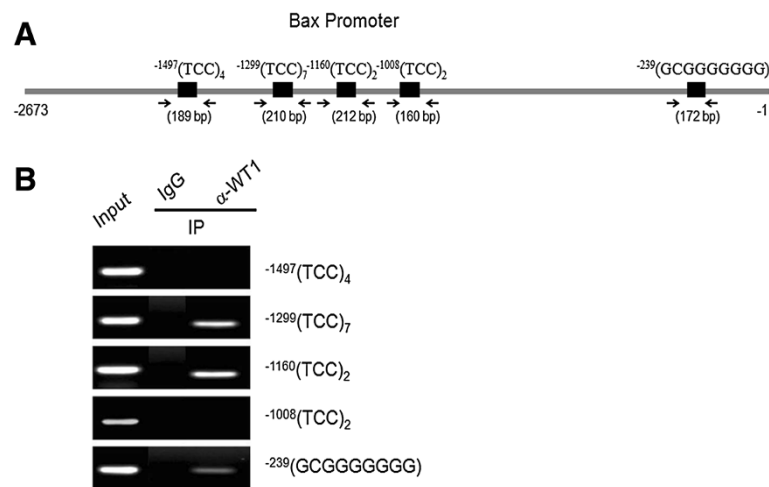 Bax Promoter
A
-1497(TCC)4 -1299(TCC)7 -1160(TCC)2 -1008(TCC)2 -239(GCGGGGGGG)
-2673 (189 bp) (210 bp) (212 bp) (160 bp) (172 bp) -1
B
Input IgG α-WT1
IP
-1497(TCC)4
-1299(TCC)7
-1160(TCC)2
-1008(TCC)2
-239(GCGGGGGGG)